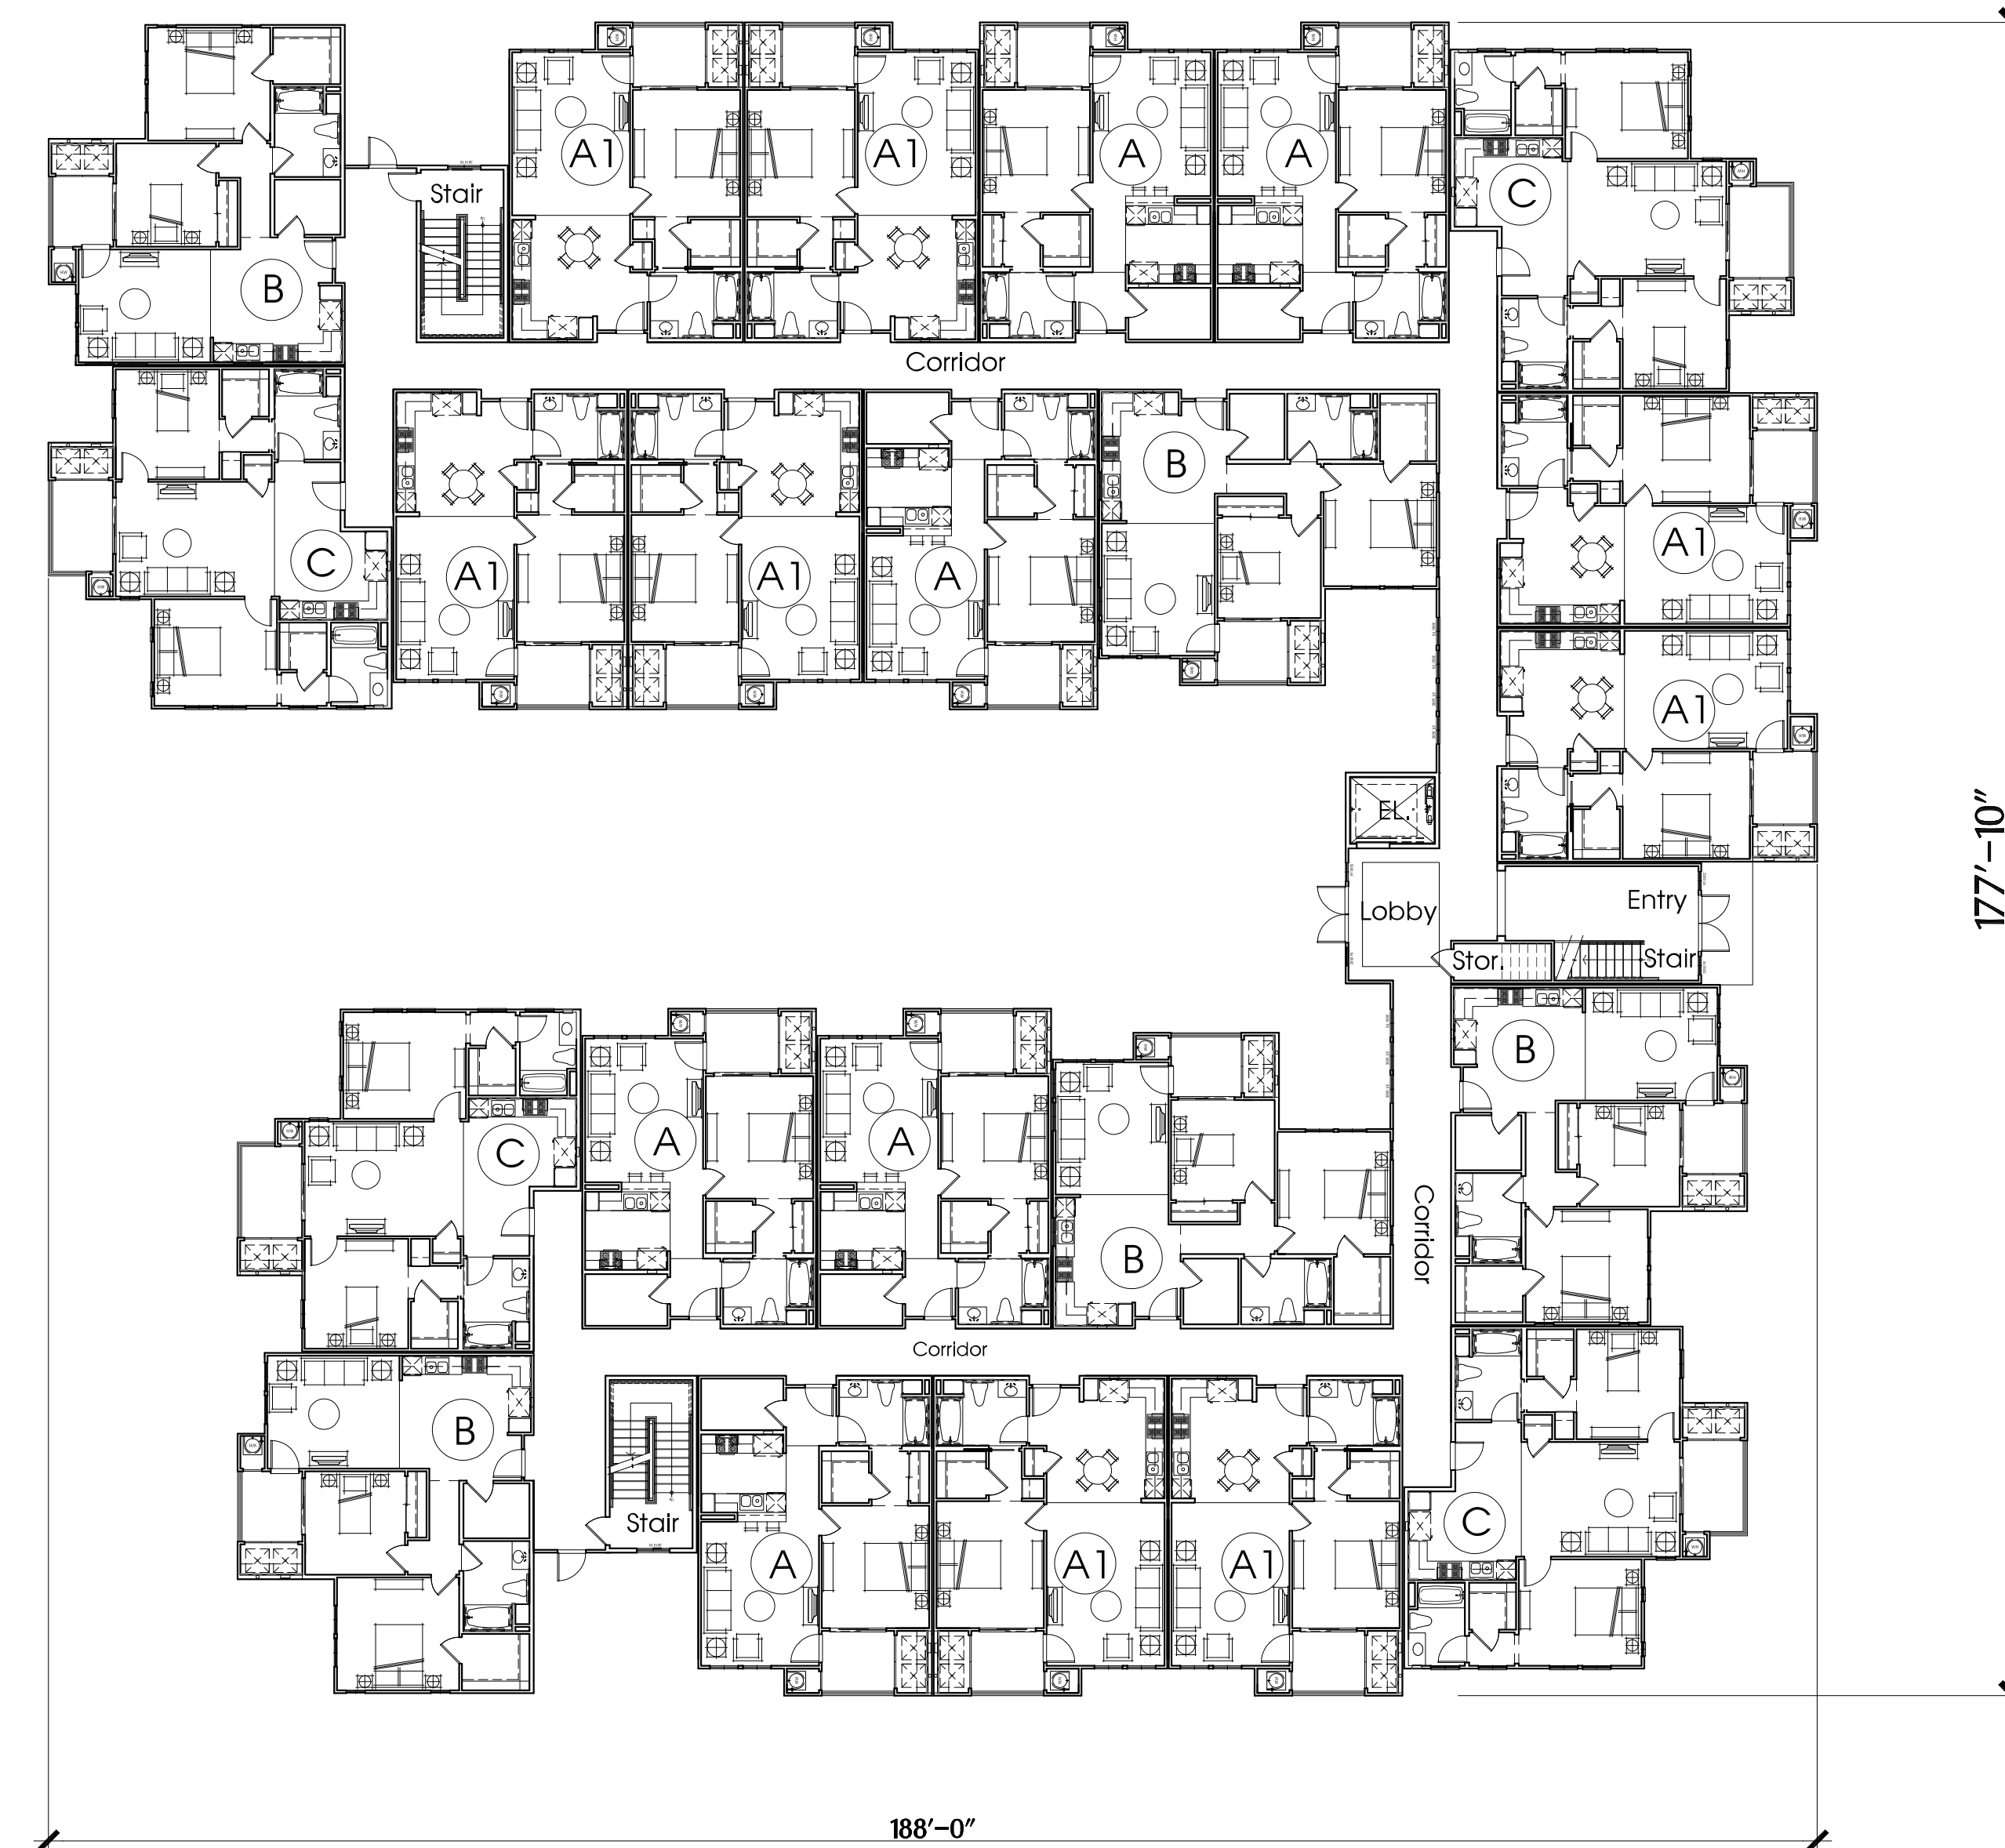 Stair
A1
A1
A
A
C
B
Corridor
B
C
A1
A1
A
A1
A1
EL.
177'-10"
Entry
Lobby
Stor.
Stair
B
C
A
A
B
Corridor
Corridor
B
Stair
A
A1
A1
C
188'-0"